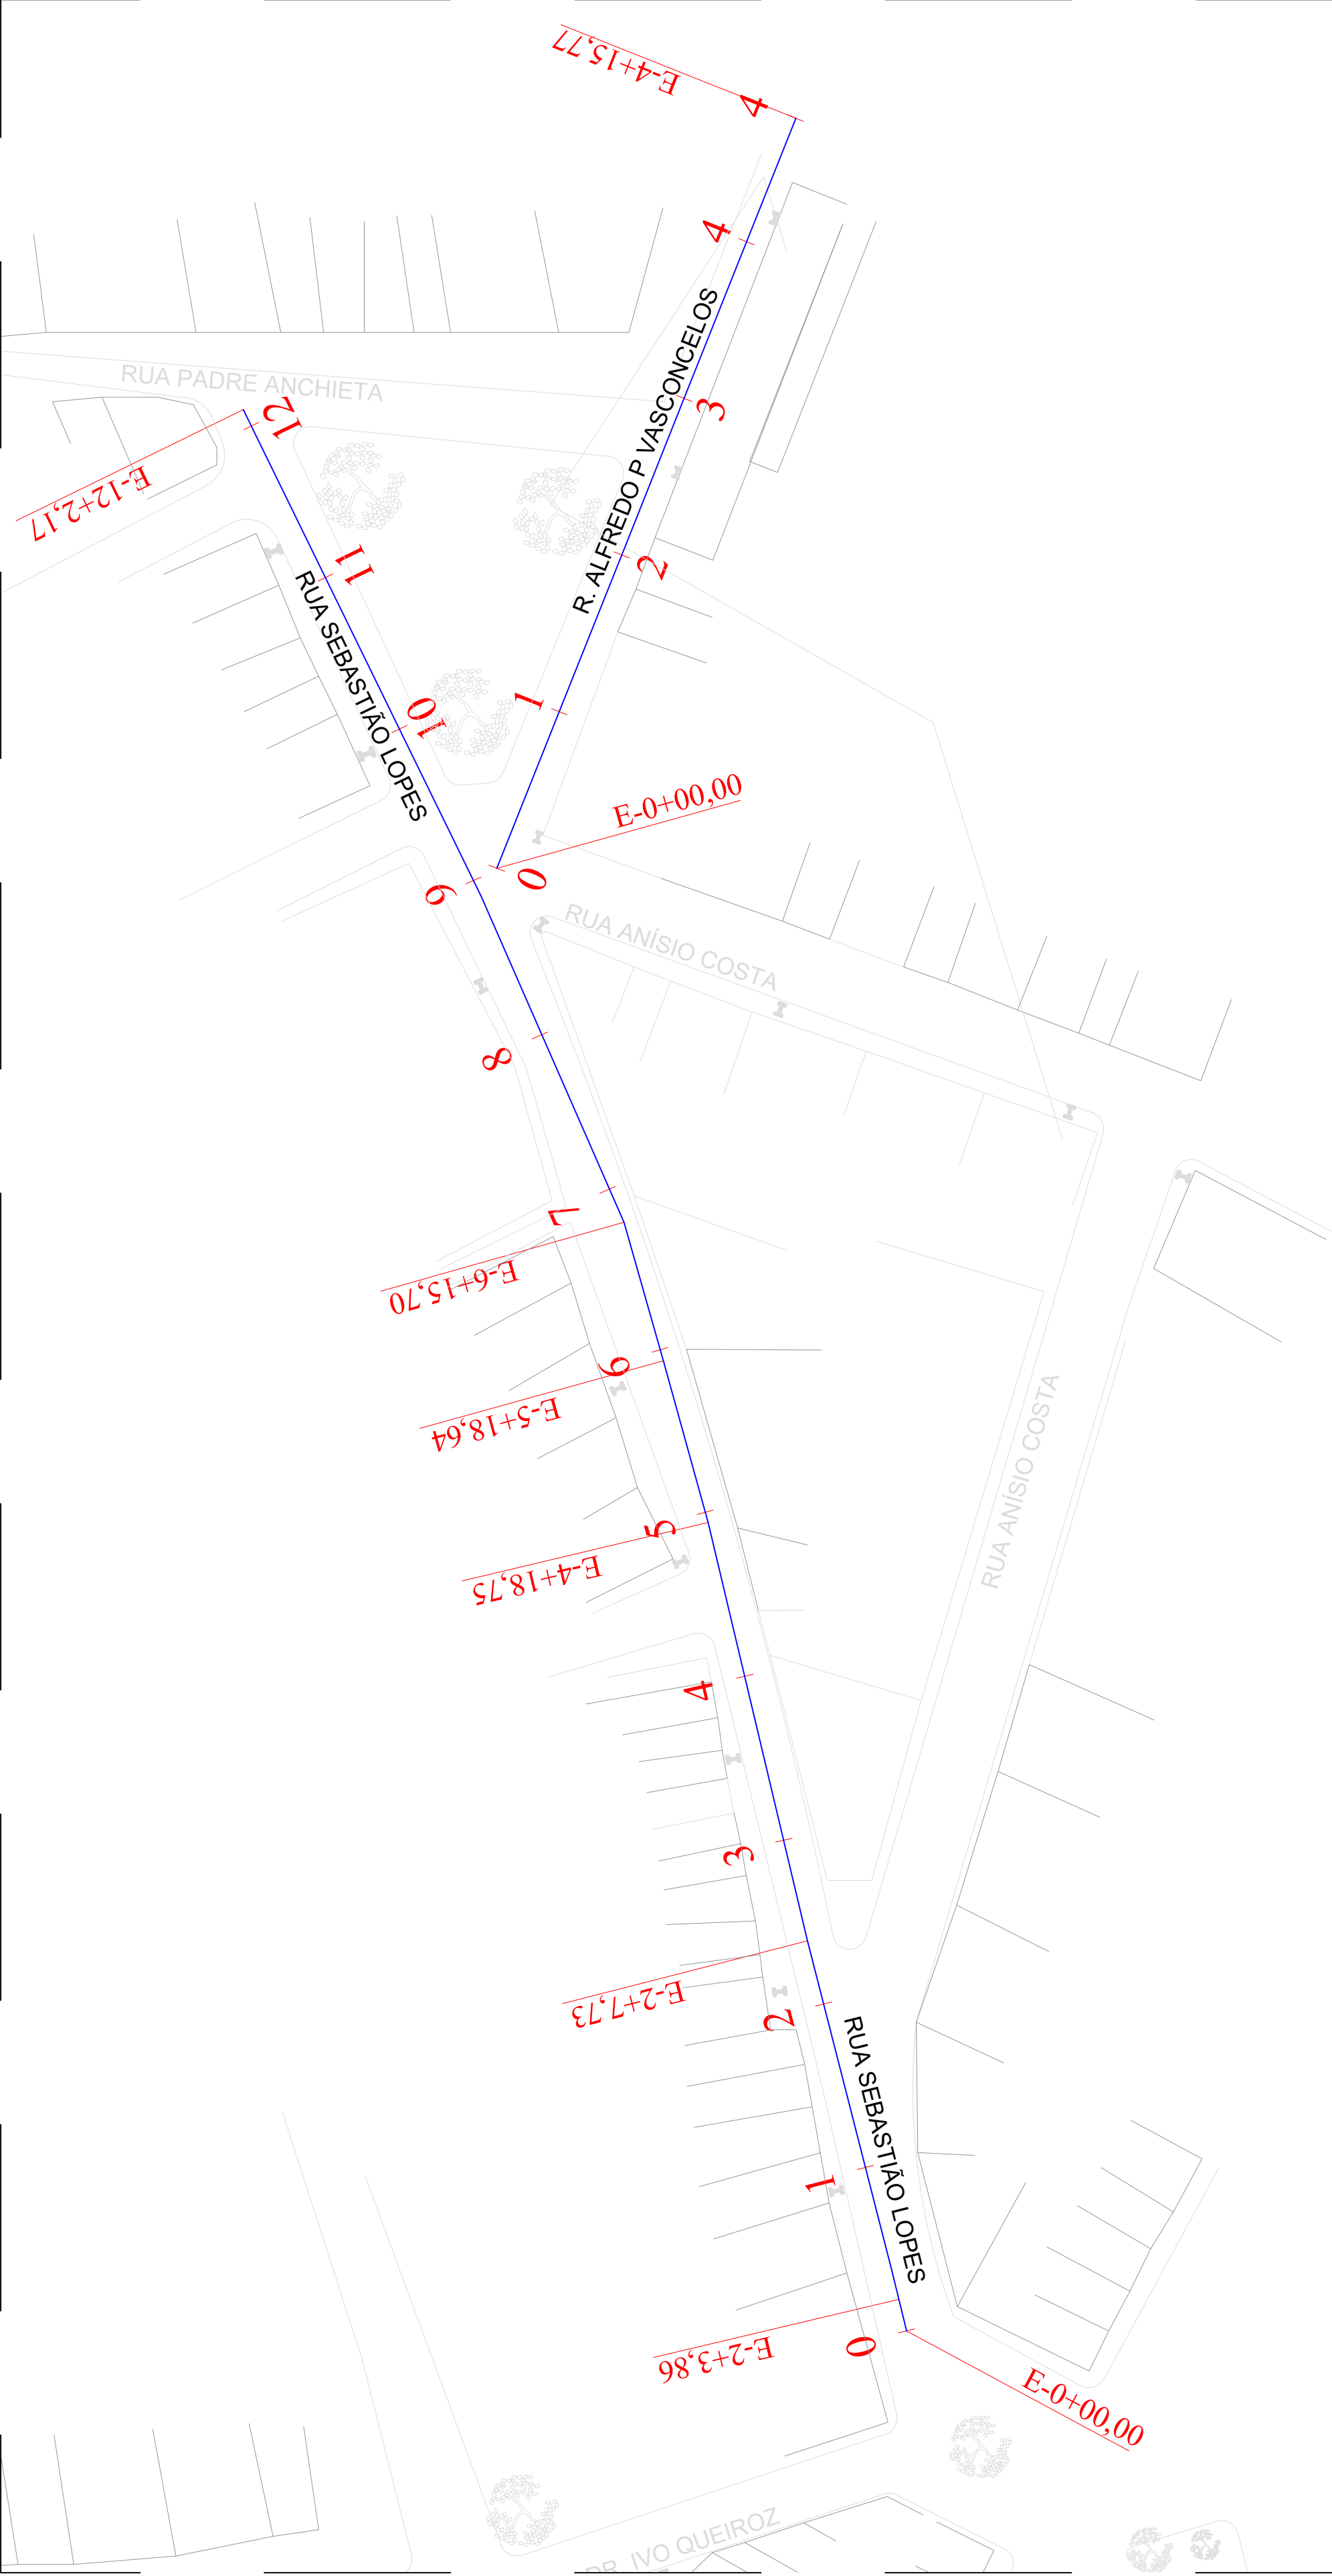 E-4+15,77
4
4
R. ALFREDO P VASCONCELOS
RUA PADRE ANCHIETA
3
12
E-12+2,17
11
2
RUA SEBASTIÃO LOPES
10
1
E-0+00,00
0
9
RUA ANÍSIO COSTA
8
7
E-6+15,70
6
E-5+18,64
RUA ANÍSIO COSTA
5
E-4+18,75
4
3
E-2+7,73
2
RUA SEBASTIÃO LOPES
1
0
E-2+3,86
E-0+00,00
DR. IVO QUEIROZ